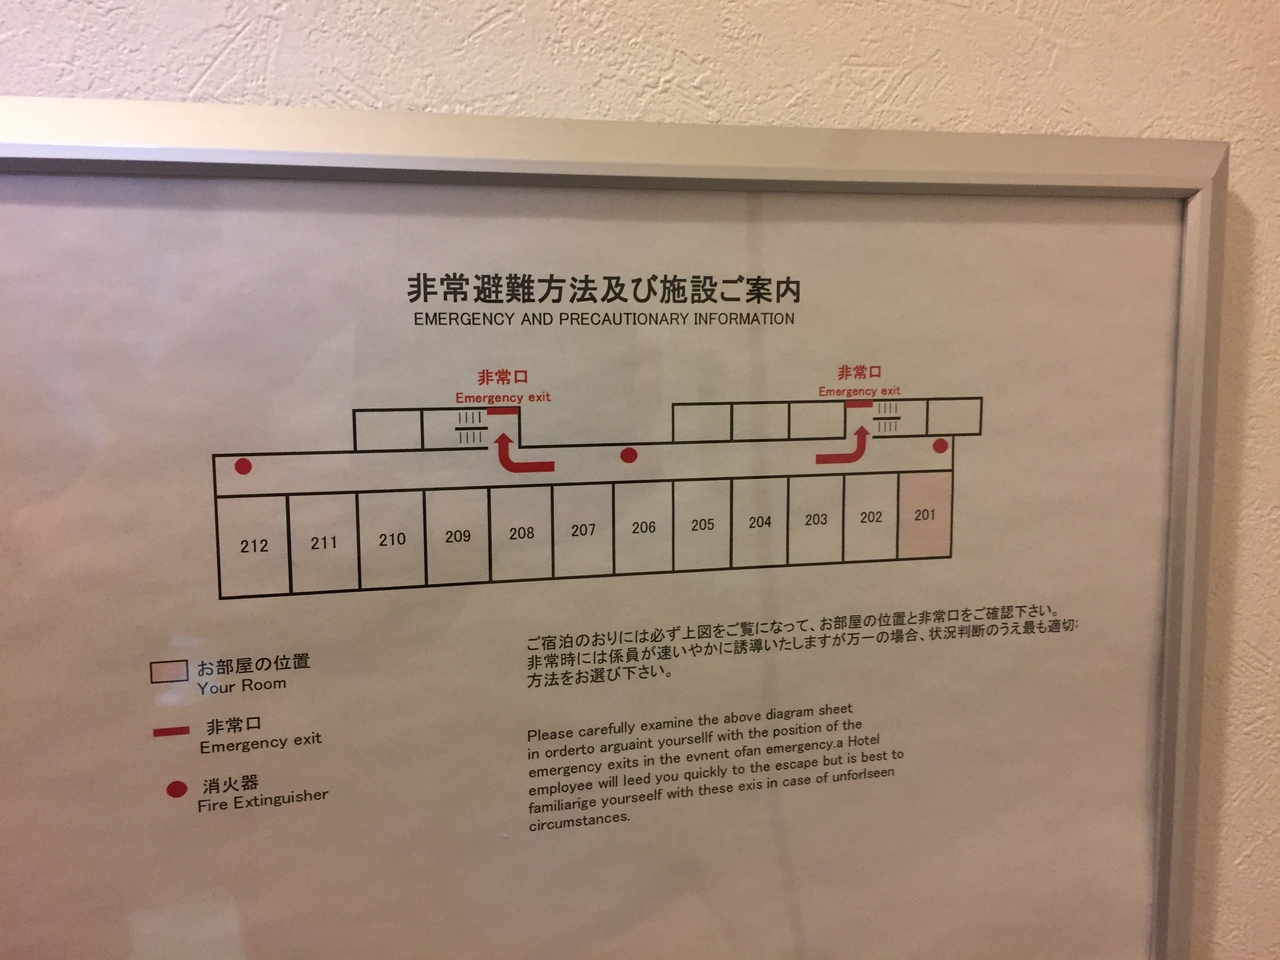 非常避難方法及び施設ご案内
EMERGENCY AND PRECAUTIONARY INFORMATION
非常口
Emergency exit
非常口
Emergency exit
212 211 210 209 208 207 206 205 204 203 202 201
お部屋の位置
Your Room
非常口
Emergency exit
消火器
Fire Extinguisher
ご宿泊のおりには必ず上図をご覧になって、お部屋の位置と非常口をご確認下さい。
非常時には係員が速いやかに誘導いたしますが万一の場合、状況判断のうえ最も適切
方法をお選び下さい。
Please carefully examine the above diagram sheet
in orderto arguaint yoursellf with the position of the
emergency exits in the evnent ofan emergency.a Hotel
employee will leed you quickly to the escape but is best to
familiarige yourseelf with these exis in case of unforlseen
circumstances.